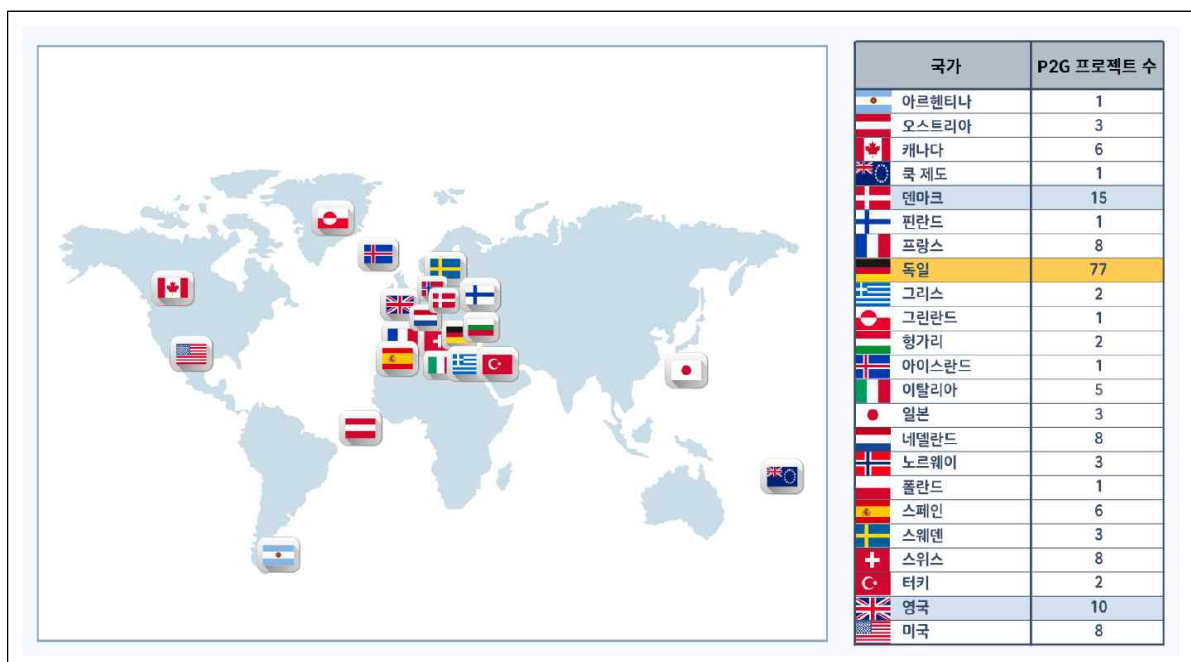 국가 P2G 프로젝트 수
아르헨티나 1
오스트리아 3
캐나다 6
쿡 제도 1
덴마크 15
핀란드 1
프랑스 8
독일 77
그리스 2
그린란드 1
헝가리 2
아이스란드 1
이탈리아 5
일본 3
네델란드 8
노르웨이 3
폴란드 1
스페인 6
스웨덴 3
스위스 8
터키 2
영국 10
미국 8